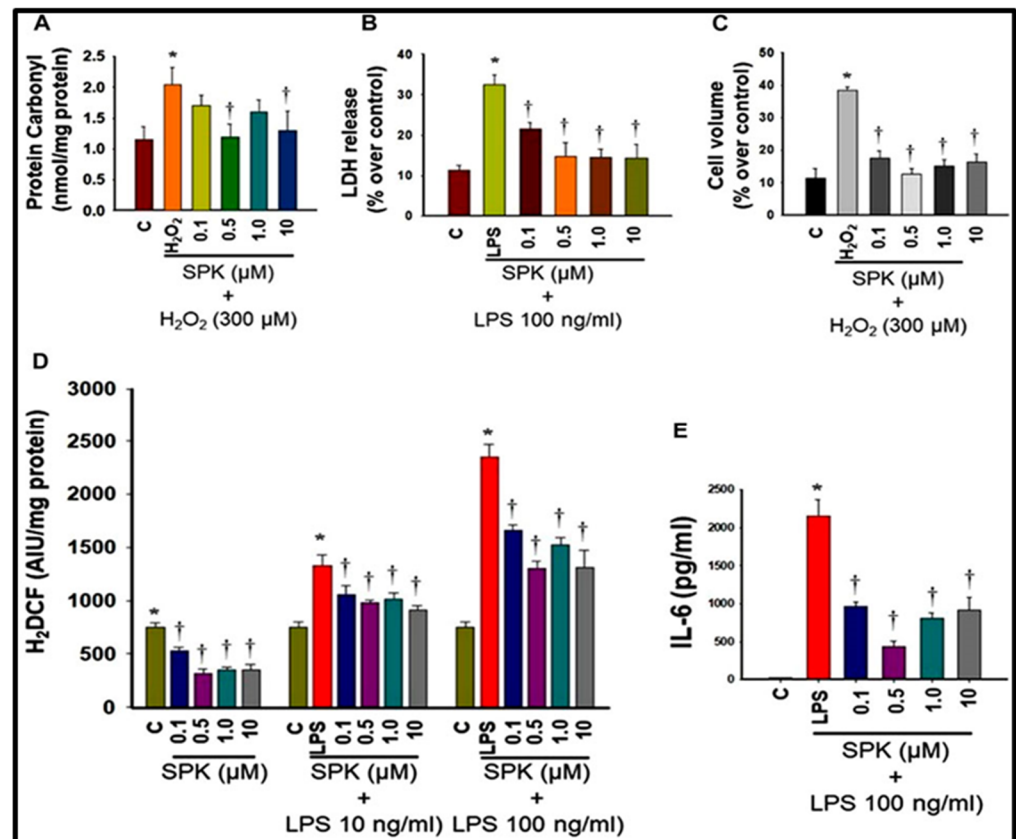 A
Protein Carbonyl
(nmol/mg protein)
2.5
2.0
1.5
1.0
0.5
0.0
*
†
†
C
H₂O₂
0.1
0.5
1.0
10
SPK (µM)
+
H₂O₂ (300 µM)
B
LDH release
(% over control)
40
30
20
10
0
*
†
†
†
†
C
LPS
0.1
0.5
1.0
10
SPK (µM)
+
LPS 100 ng/ml)
C
Cell volume
(% over control)
50
40
30
20
10
0
*
†
†
†
†
C
H₂O₂
0.1
0.5
1.0
10
SPK (µM)
+
H₂O₂ (300 µM)
D
H₂DCF (AIU/mg protein)
3000
2500
2000
1500
1000
500
0
*
†
†
†
†
C
0.1
0.5
1.0
10
SPK (µM)
*
†
†
†
†
C
LPS
0.1
0.5
1.0
10
SPK (µM)
+
LPS 10 ng/ml)
*
†
†
†
†
C
LPS
0.1
0.5
1.0
10
SPK (µM)
+
LPS 100 ng/ml)
E
IL-6 (pg/ml)
2500
2000
1500
1000
500
0
*
†
†
†
†
C
LPS
0.1
0.5
1.0
10
SPK (µM)
+
LPS 100 ng/ml)